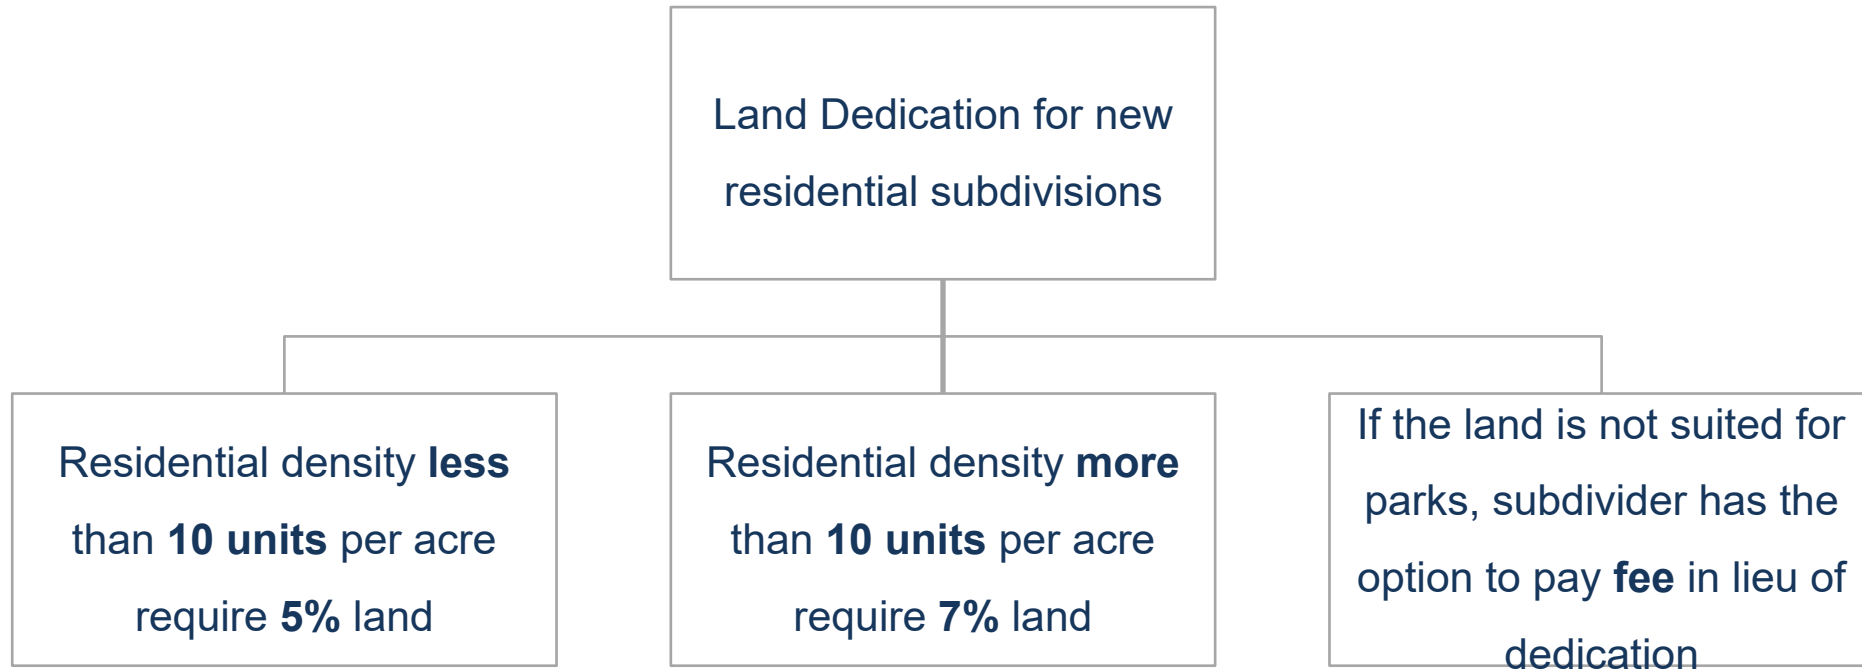 Land Dedication for new
residential subdivisions
Residential density less
than 10 units per acre
require 5% land
Residential density more
than 10 units per acre
require 7% land
If the land is not suited for
parks, subdivider has the
option to pay fee in lieu of
dedication